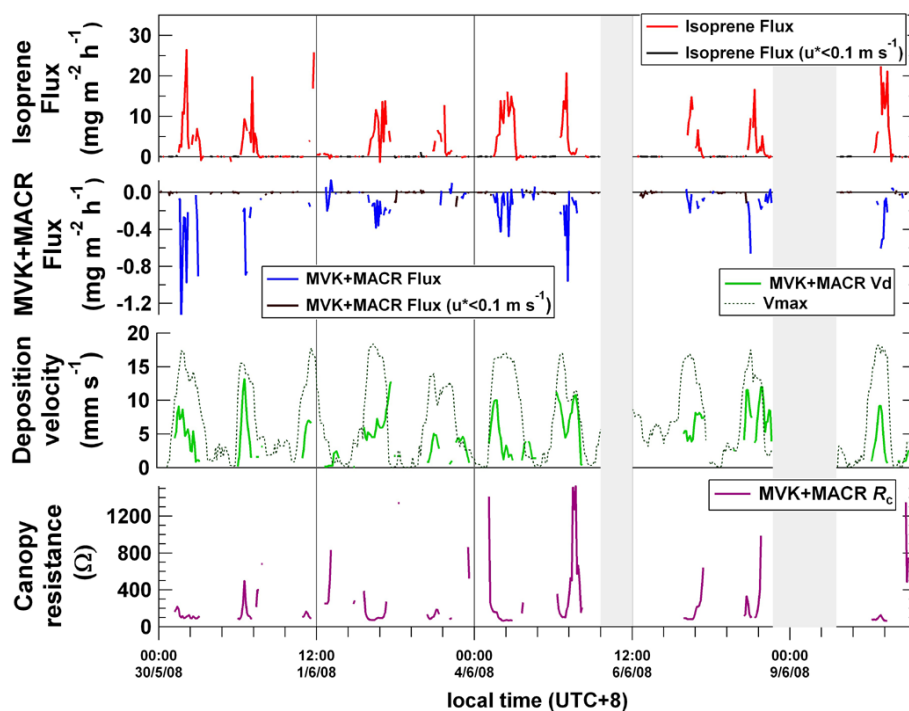 Isoprene
Flux
(mg m⁻² h⁻¹)
30
20
10
0
Isoprene Flux
Isoprene Flux (u*<0.1 m s⁻¹)
MVK+MACR
Flux
(mg m⁻² h⁻¹)
0.0
-0.4
-0.8
-1.2
MVK+MACR Flux
MVK+MACR Flux (u*<0.1 m s⁻¹)
MVK+MACR Vd
Vmax
Deposition
velocity
(mm s⁻¹)
20
15
10
5
0
Canopy
resistance
(Ω)
1200
800
400
0
MVK+MACR Rc
00:00
30/5/08
12:00
1/6/08
00:00
4/6/08
12:00
6/6/08
00:00
9/6/08
local time (UTC+8)